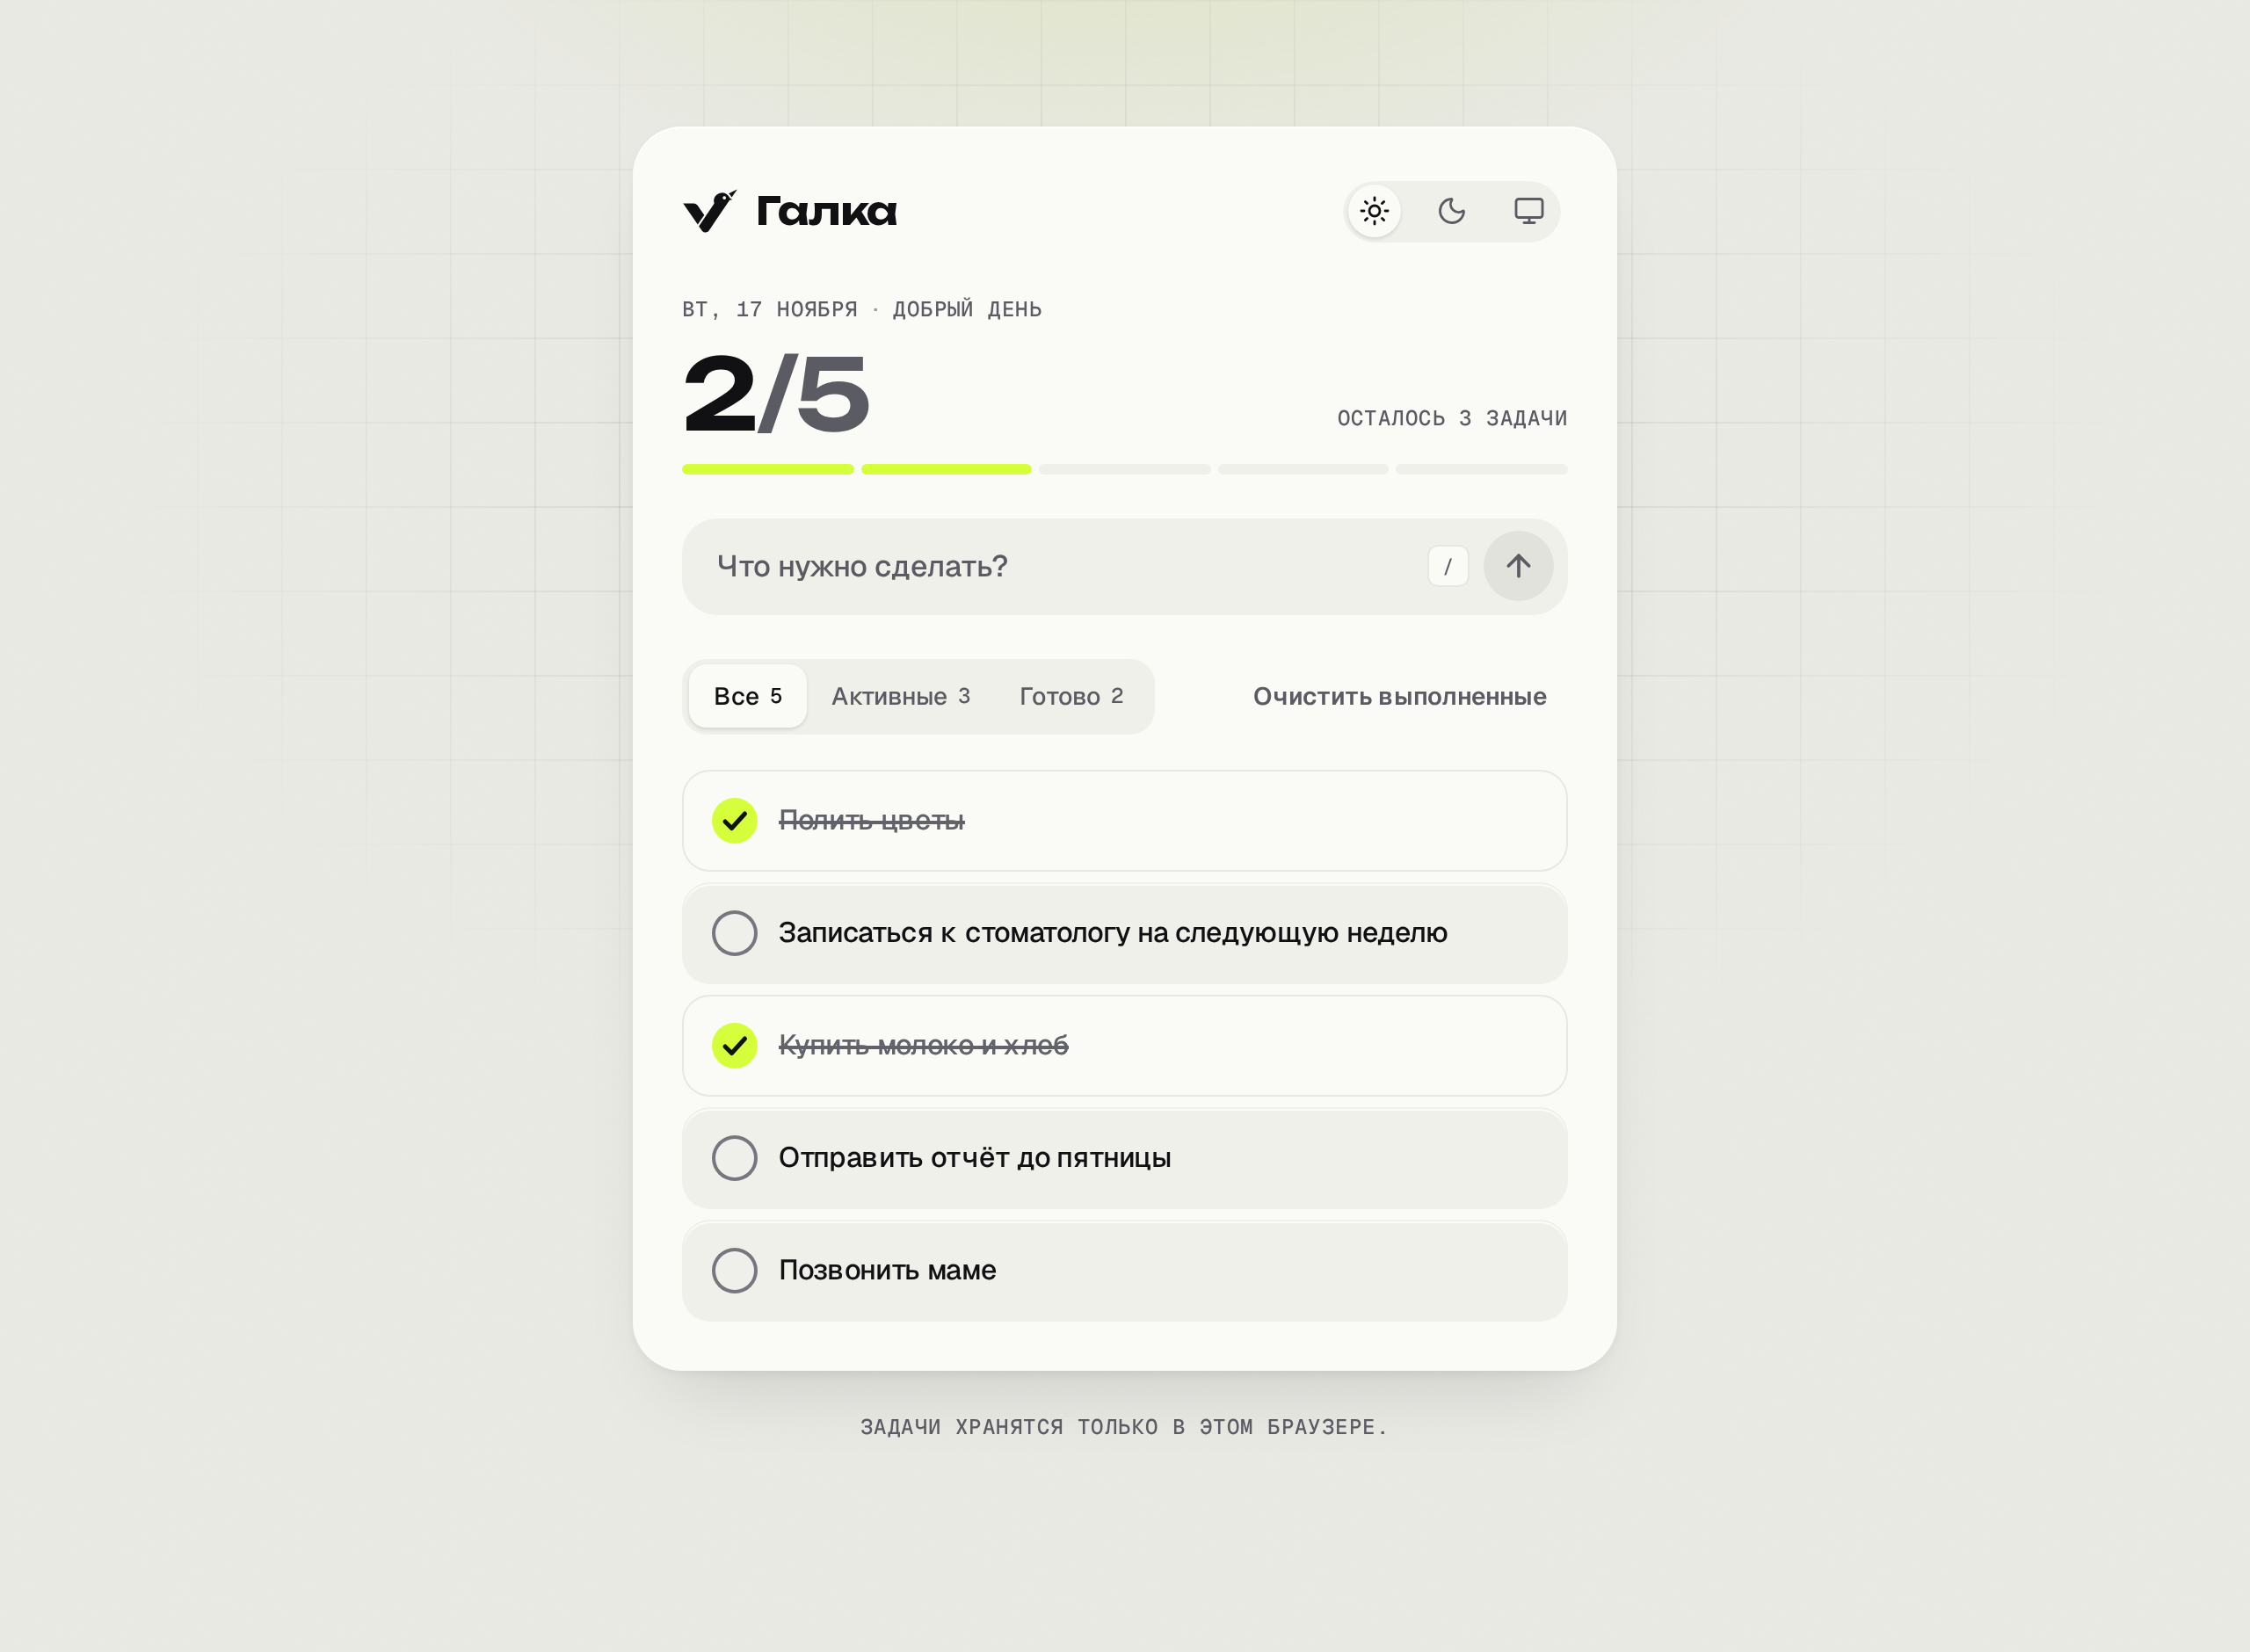 Галка
ВТ, 17 НОЯБРЯ · ДОБРЫЙ ДЕНЬ
2/5
ОСТАЛОСЬ 3 ЗАДАЧИ
Что нужно сделать? /
Все 5 Активные 3 Готово 2 Очистить выполненные
Полить цветы
Записаться к стоматологу на следующую неделю
Купить молоко и хлеб
Отправить отчёт до пятницы
Позвонить маме
ЗАДАЧИ ХРАНЯТСЯ ТОЛЬКО В ЭТОМ БРАУЗЕРЕ.